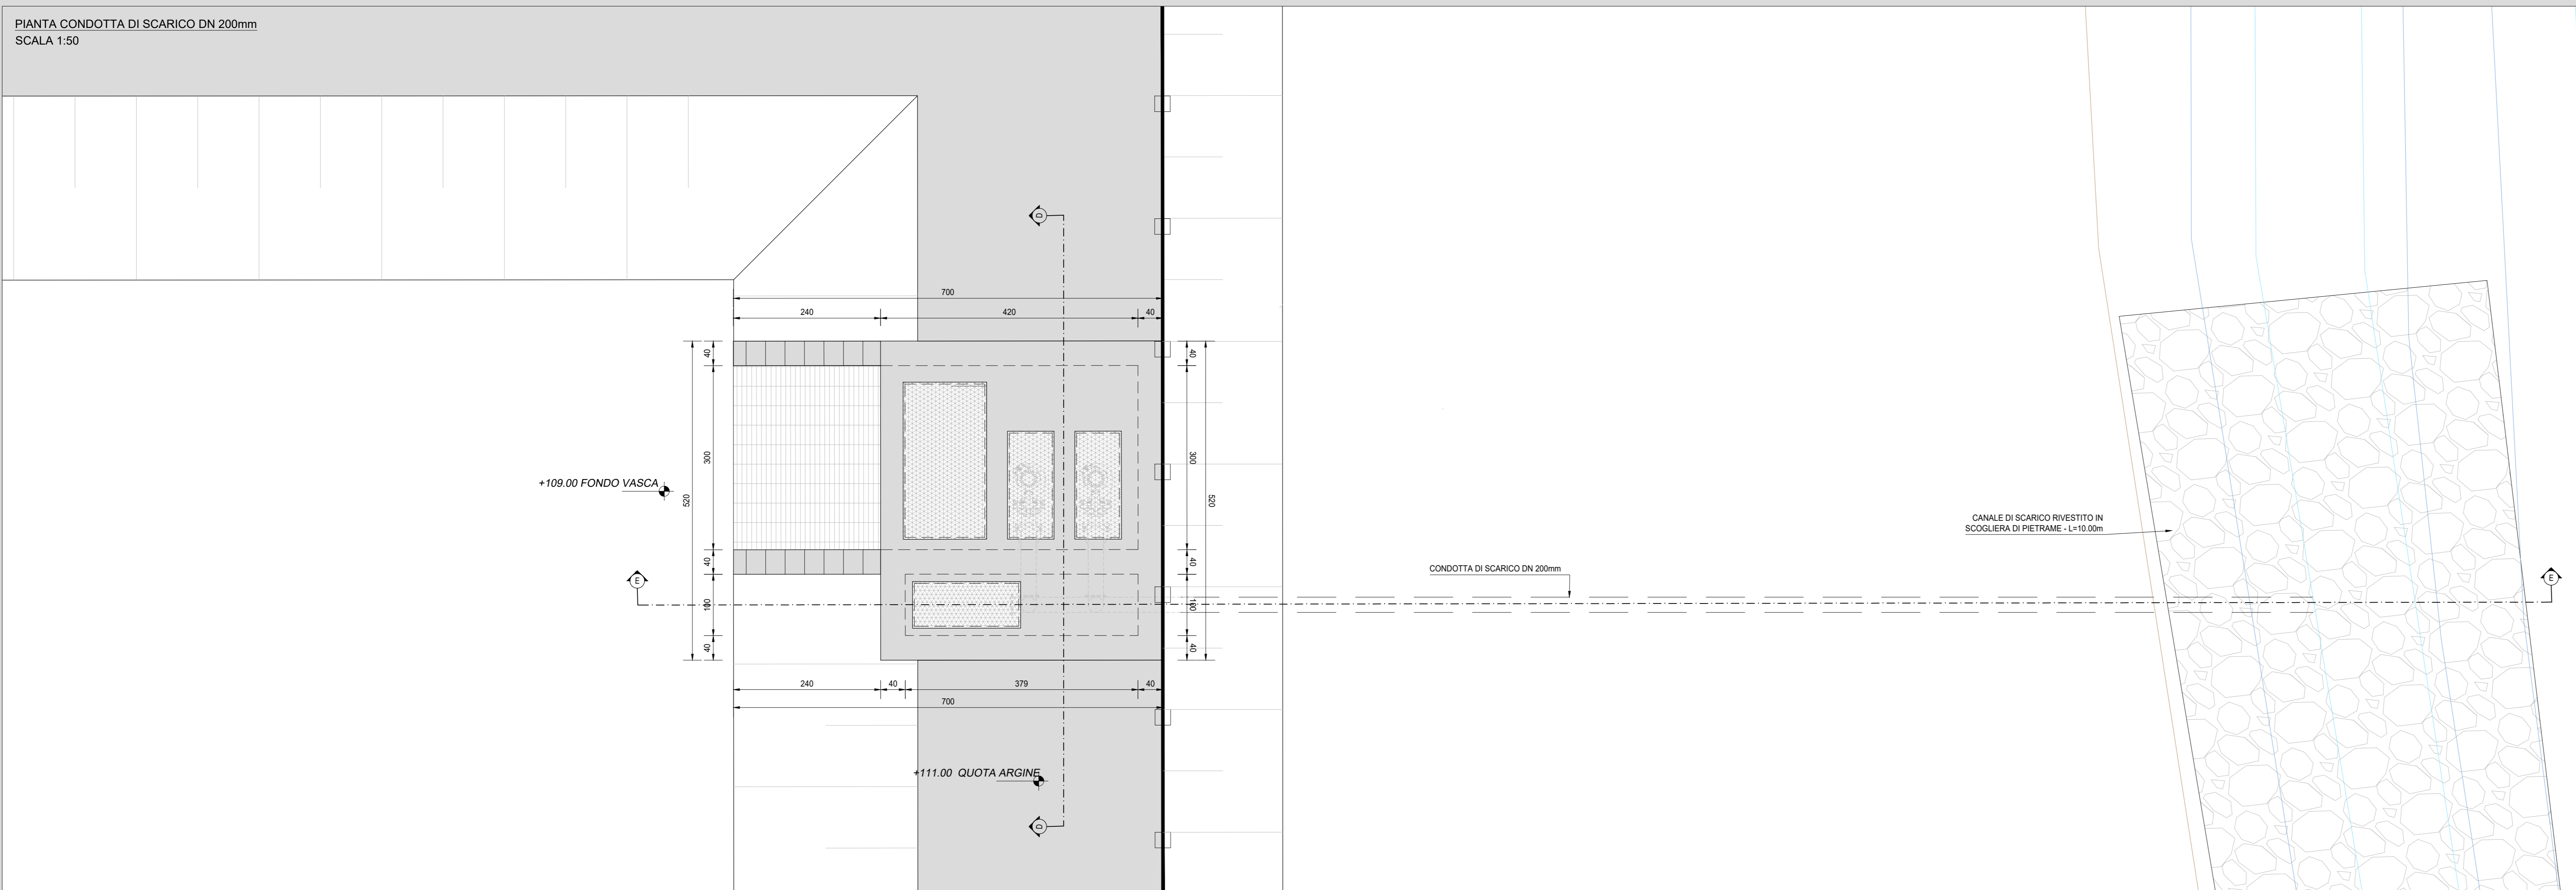 PIANTA CONDOTTA DI SCARICO DN 200mm
SCALA 1:50
D
700
240
420
40
40
40
300
300
520
520
+109.00 FONDO VASCA
CANALE DI SCARICO RIVESTITO IN
SCOGLIERA DI PIETRAME - L=10.00m
40
40
CONDOTTA DI SCARICO DN 200mm
E
E
100
100
40
40
240
40
379
40
700
+111.00 QUOTA ARGINE
D